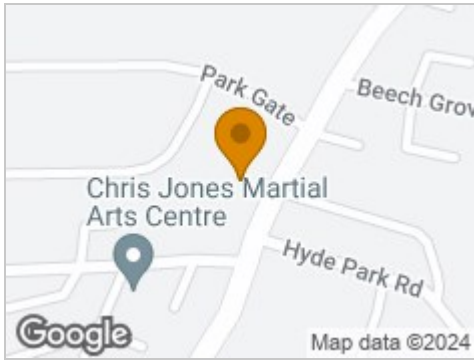 Park Gate
Beech Grov
Chris Jones Martial
Arts Centre
Hyde Park Rd
Google
Map data ©2024